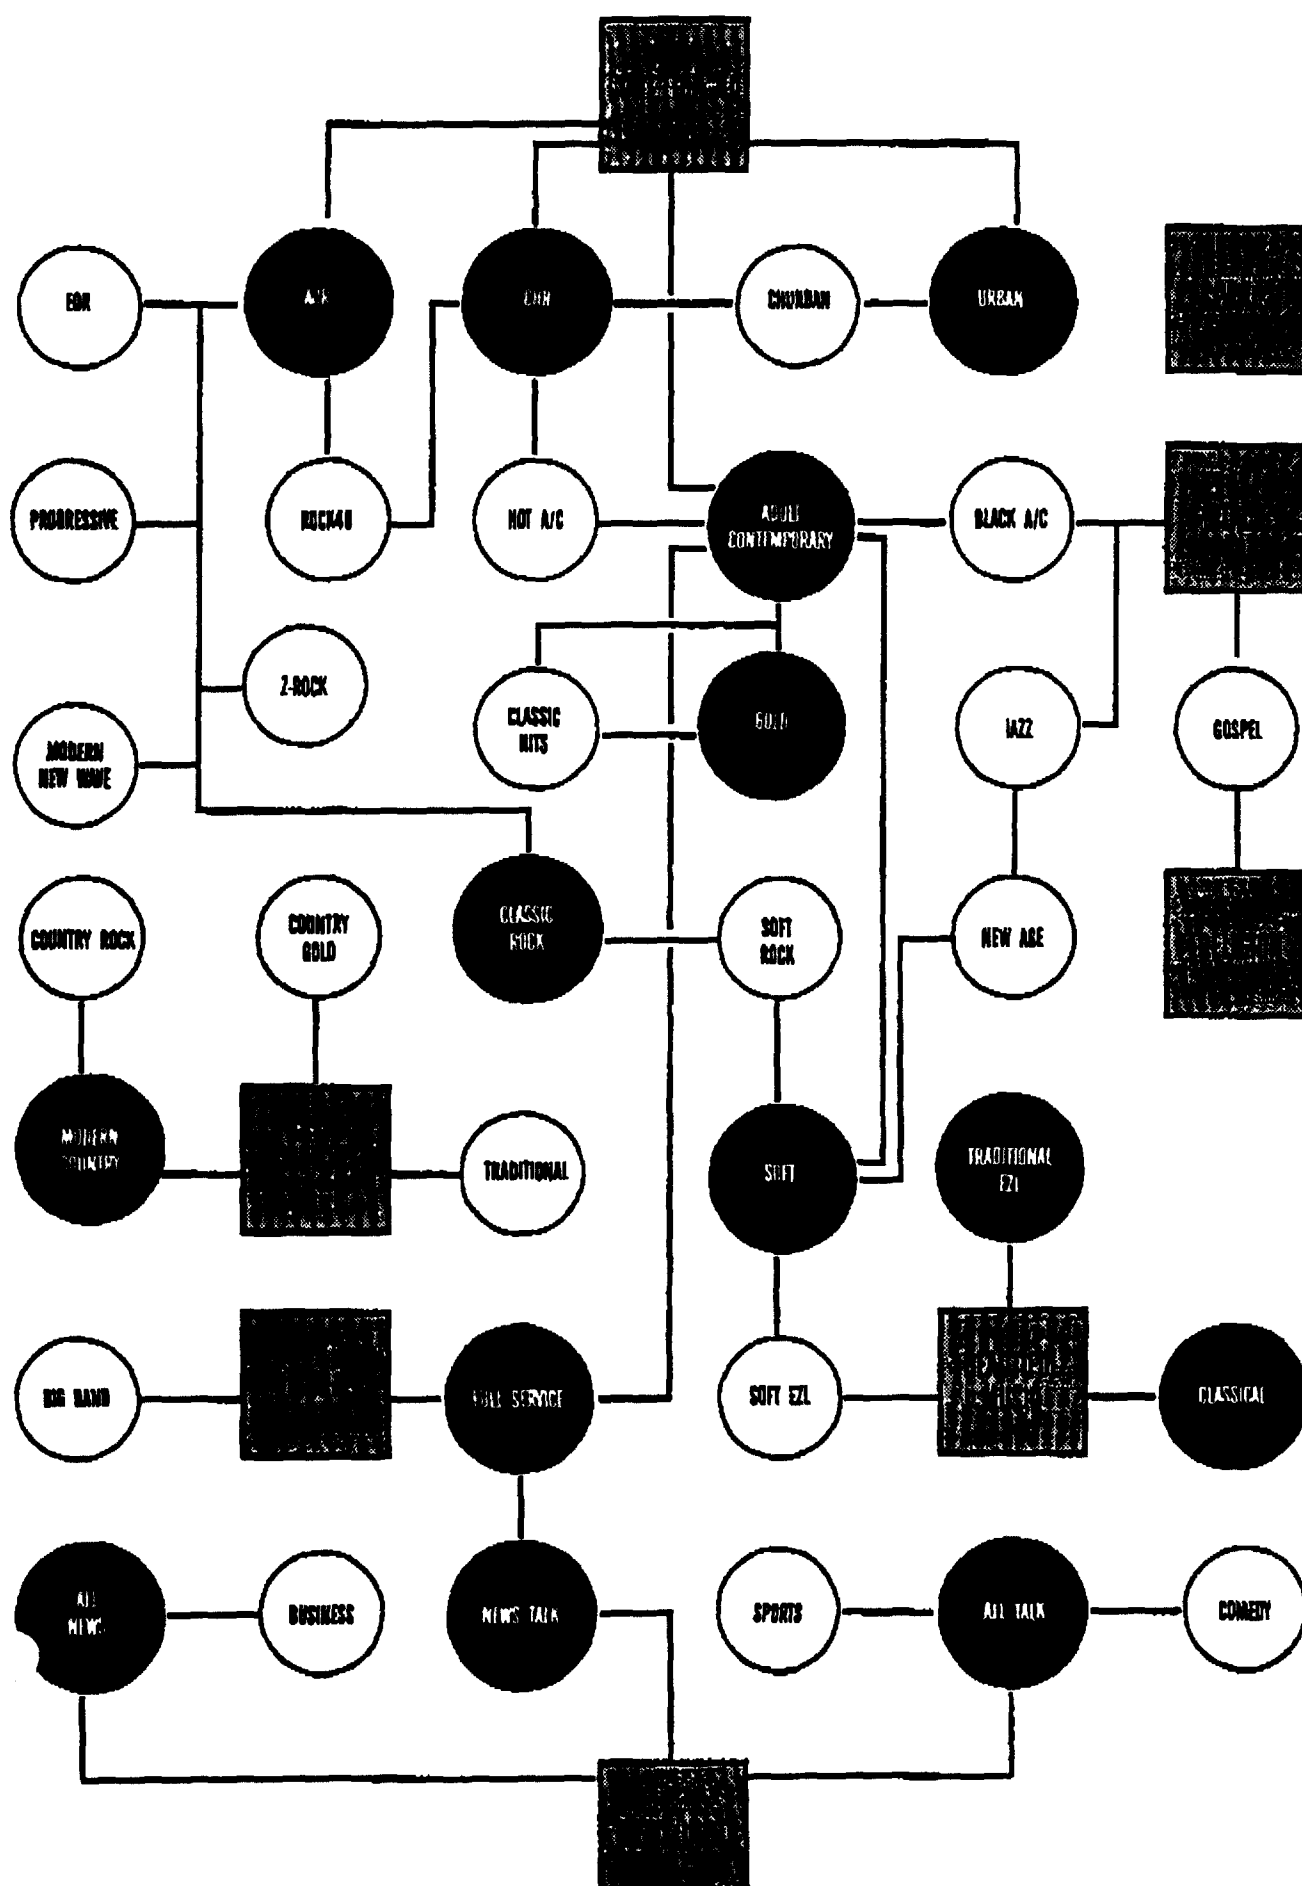 EOR
AOR
CHR
CHURBAN
URBAN
PROGRESSIVE
ROCK40
HOT A/C
ADULT
CONTEMPORARY
BLACK A/C
Z-ROCK
MODERN
NEW WAVE
CLASSIC
HITS
GOLD
JAZZ
GOSPEL
COUNTRY ROCK
COUNTRY
GOLD
CLASSIC
ROCK
SOFT
ROCK
NEW AGE
MODERN
COUNTRY
TRADITIONAL
SOFT
TRADITIONAL
EZL
BIG BAND
FULL SERVICE
SOFT EZL
CLASSICAL
ALL
NEWS
BUSINESS
NEWS TALK
SPORTS
ALL TALK
COMEDY